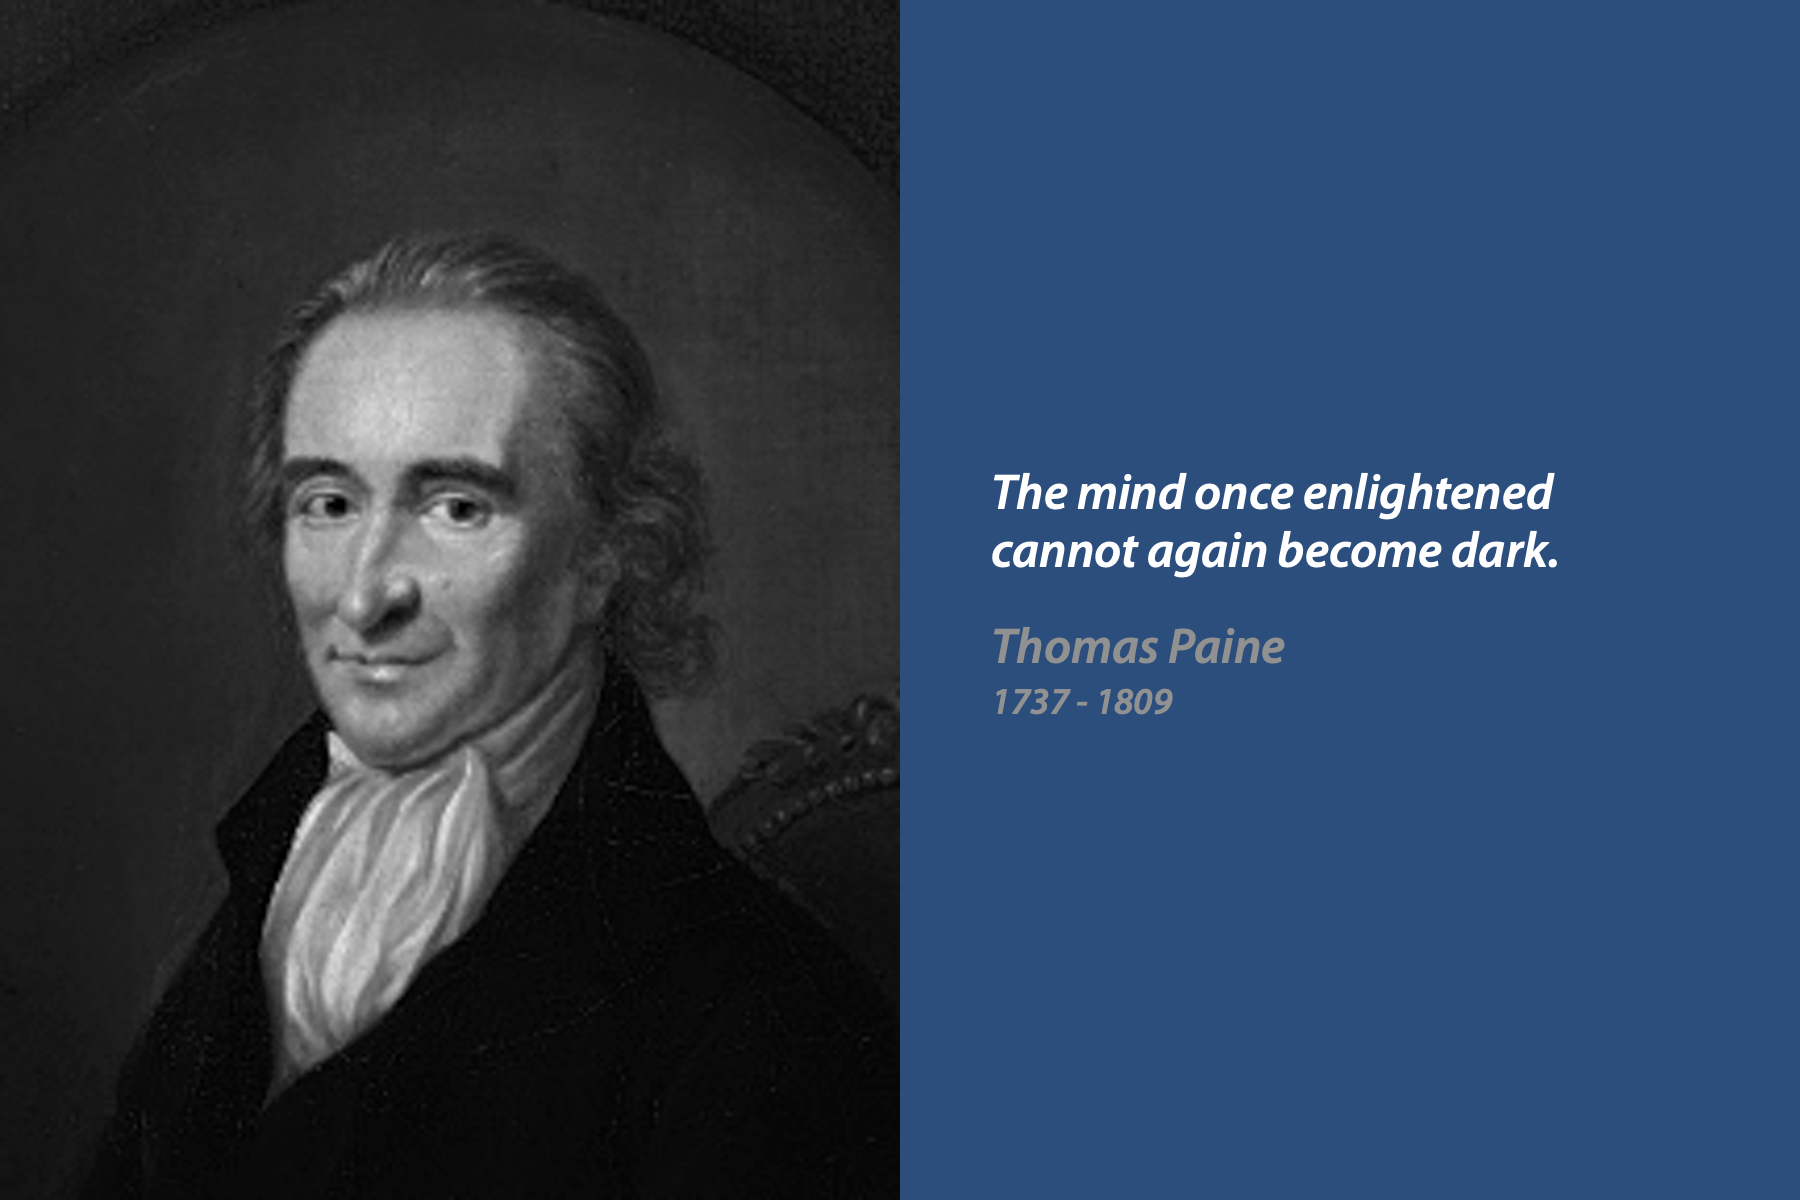 The mind once enlightened
cannot again become dark.
Thomas Paine
1737 - 1809